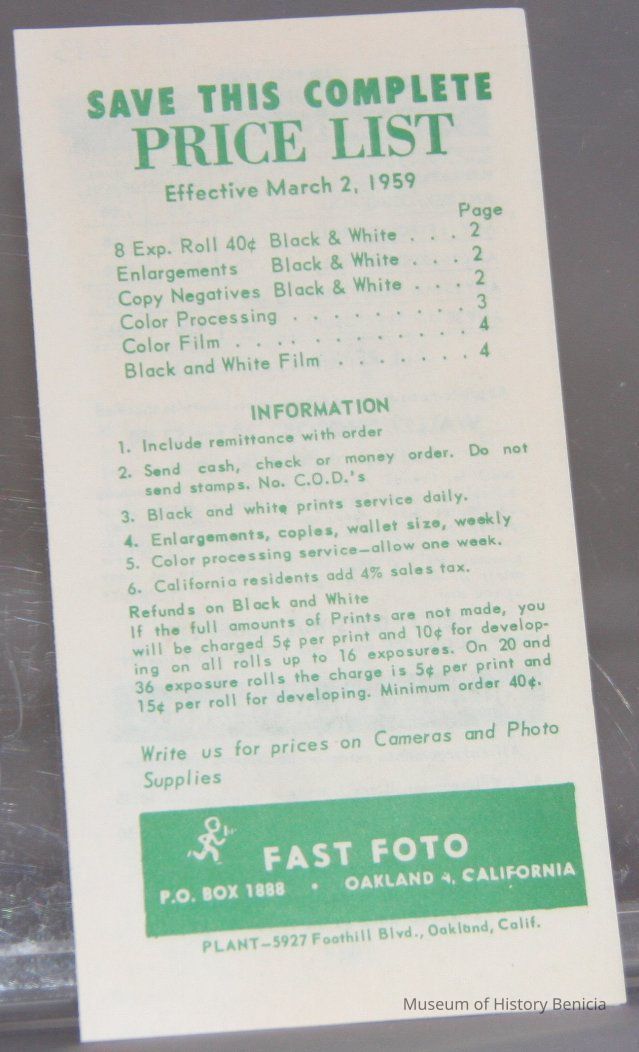 SAVE THIS COMPLETE
PRICE LIST
Effective March 2, 1959
Page
8 Exp. Roll 40¢ Black & White . . . 2
Enlargements Black & White . . . 2
Copy Negatives Black & White . . . 2
Color Processing . . . . . . . . 3
Color Film . . . . . . . . . . . 4
Black and White Film . . . . . . . 4
INFORMATION
1. Include remittance with order
2. Send cash, check or money order. Do not
send stamps. No. C.O.D.'s
3. Black and white prints service daily.
4. Enlargements, copies, wallet size, weekly
5. Color processing service—allow one week.
6. California residents add 4% sales tax.
Refunds on Black and White
If the full amounts of Prints are not made, you
will be charged 5¢ per print and 10¢ for develop-
ing on all rolls up to 16 exposures. On 20 and
36 exposure rolls the charge is 5¢ per print and
15¢ per roll for developing. Minimum order 40¢.
Write us for prices on Cameras and Photo
Supplies
FAST FOTO
P.O. BOX 1888 • OAKLAND 4, CALIFORNIA
PLANT—5927 Foothill Blvd., Oakland, Calif.
Museum of History Benicia